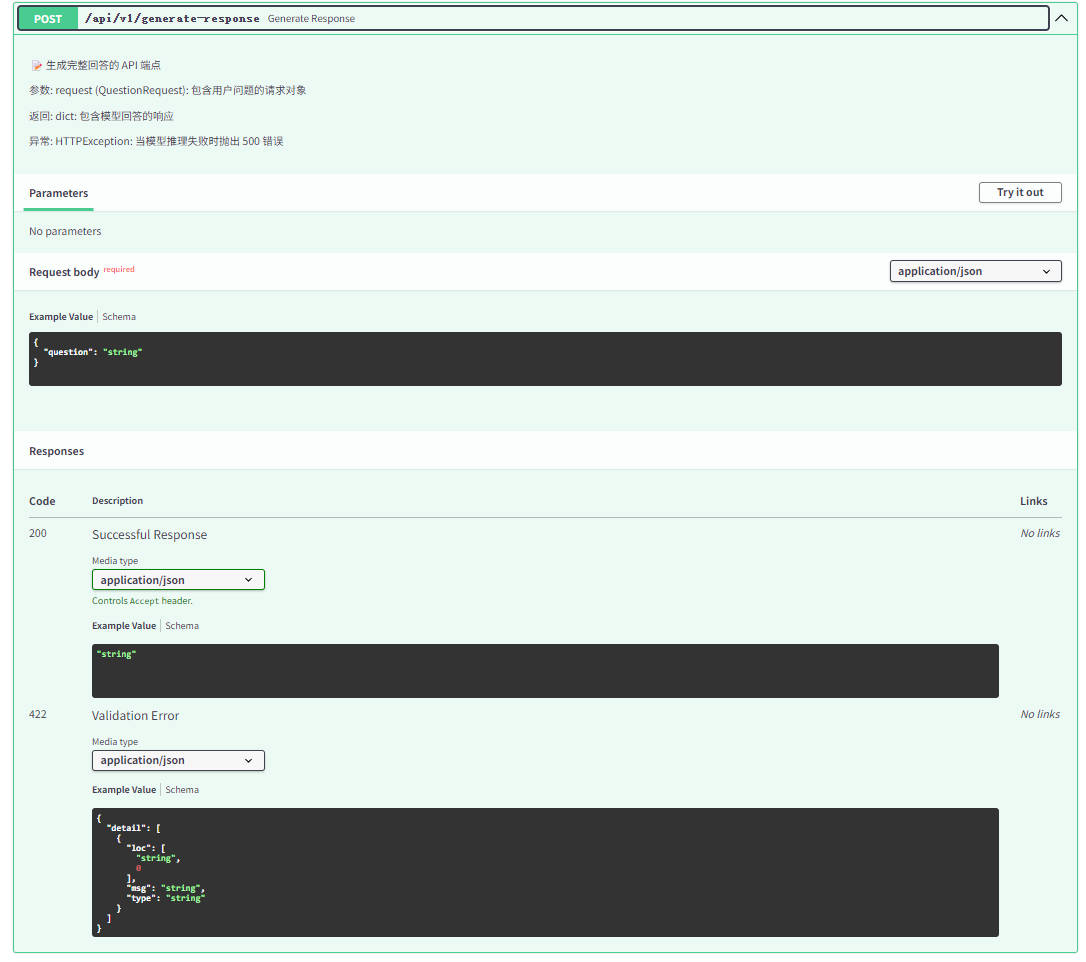 POST /api/v1/generate-response Generate Response
📝 生成完整回答的 API 端点
参数: request (QuestionRequest): 包含用户问题的请求对象
返回: dict: 包含模型回答的响应
异常: HTTPException: 当模型推理失败时抛出 500 错误
Parameters Try it out
No parameters
Request body required application/json
Example Value Schema
{
"question": "string"
}
Responses
Code Description Links
200 Successful Response No links
Media type
application/json
Controls Accept header.
Example Value Schema
"string"
422 Validation Error No links
Media type
application/json
Example Value Schema
{
"detail": [
{
"loc": [
"string",
0
],
"msg": "string",
"type": "string"
}
]
}